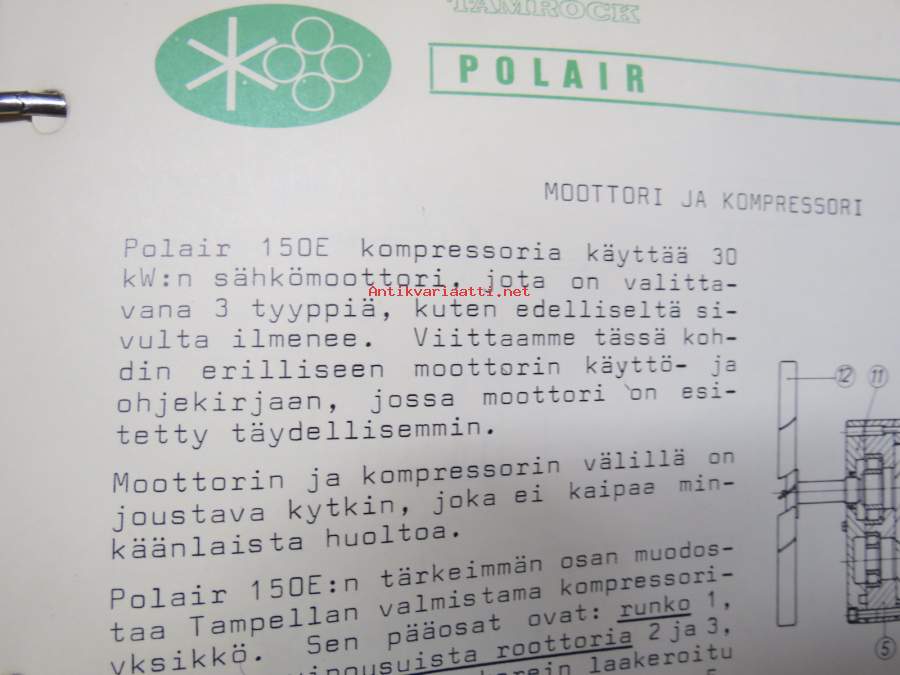 TAMROCK
POLAIR
MOOTTORI JA KOMPRESSORI
Polair 150E kompressoria käyttää 30
kW:n sähkömoottori, jota on valitta-
vana 3 tyyppiä, kuten edelliseltä si-
vulta ilmenee. Viittaamme tässä koh-
din erilliseen moottorin käyttö- ja
ohjekirjaan, jossa moottori on esi-
tetty täydellisemmin.
Antikvariaatti.net
Moottorin ja kompressorin välillä on
joustava kytkin, joka ei kaipaa min-
käänlaista huoltoa.
Polair 150E:n tärkeimmän osan muodos-
taa Tampellan valmistama kompressori-
yksikkö. Sen pääosat ovat: runko 1,
roottoria 2 ja 3,
laakeroitu
12 11
5